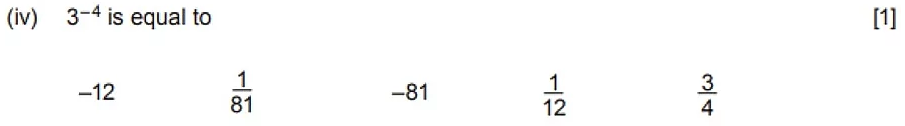 (iv) 3⁻⁴ is equal to [1]
–12 1/81 –81 1/12 3/4